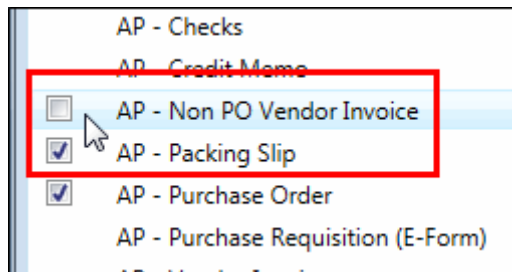 AP - Checks
AP - Credit Memo
AP - Non PO Vendor Invoice
AP - Packing Slip
AP - Purchase Order
AP - Purchase Requisition (E-Form)